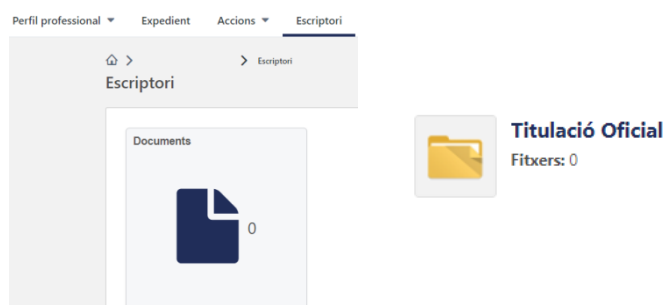 Perfil professional Expedient Accions Escriptori
Escriptori
Escriptori
Documents
0
Titulació Oficial
Fitxers: 0